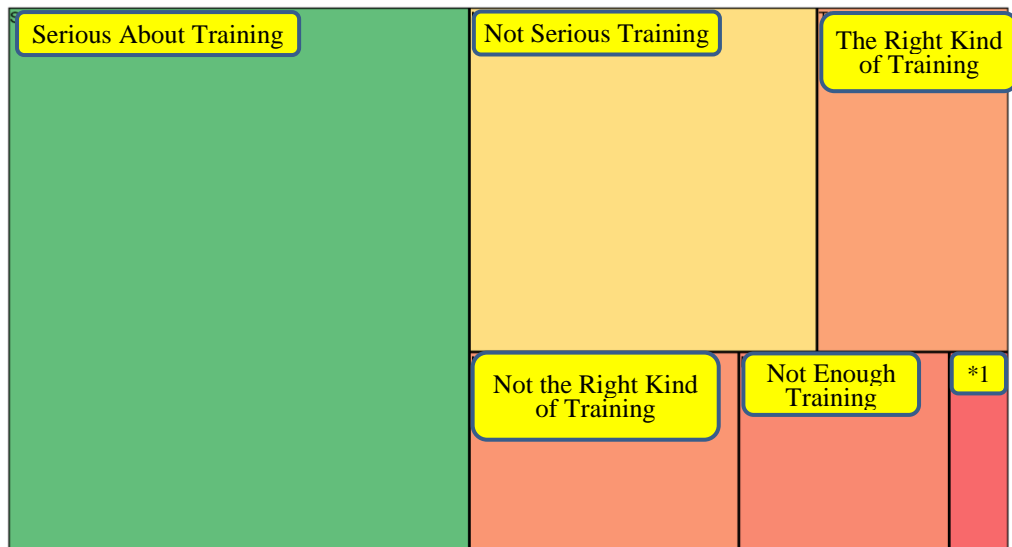 Serious About Training
Not Serious Training
The Right Kind
of Training
Not the Right Kind
of Training
Not Enough
Training
*1